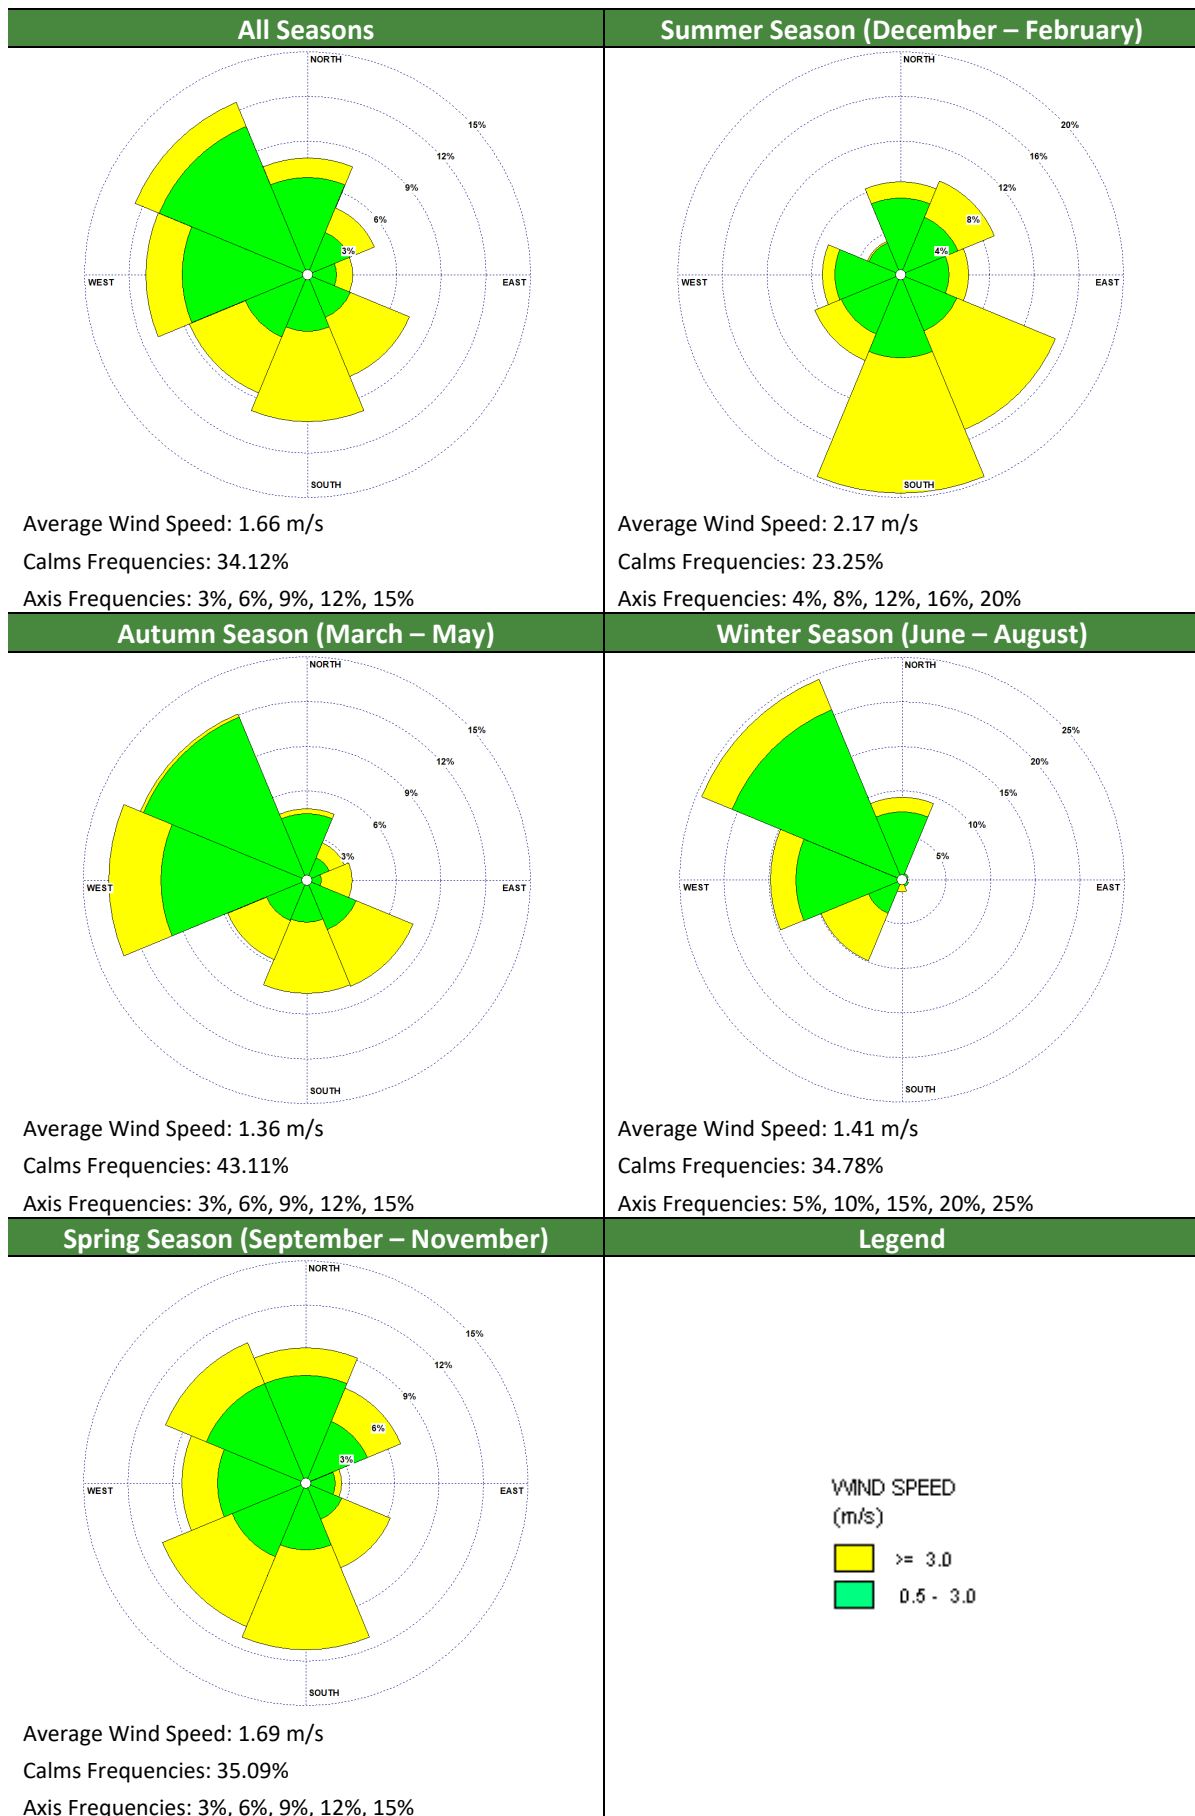 All Seasons
NORTH
15%
12%
9%
6%
3%
WEST
EAST
SOUTH
Average Wind Speed: 1.66 m/s
Calms Frequencies: 34.12%
Axis Frequencies: 3%, 6%, 9%, 12%, 15%
Summer Season (December – February)
NORTH
20%
16%
12%
8%
4%
WEST
EAST
SOUTH
Average Wind Speed: 2.17 m/s
Calms Frequencies: 23.25%
Axis Frequencies: 4%, 8%, 12%, 16%, 20%
Autumn Season (March – May)
NORTH
15%
12%
9%
6%
3%
WEST
EAST
SOUTH
Average Wind Speed: 1.36 m/s
Calms Frequencies: 43.11%
Axis Frequencies: 3%, 6%, 9%, 12%, 15%
Winter Season (June – August)
NORTH
25%
20%
15%
10%
5%
WEST
EAST
SOUTH
Average Wind Speed: 1.41 m/s
Calms Frequencies: 34.78%
Axis Frequencies: 5%, 10%, 15%, 20%, 25%
Spring Season (September – November)
NORTH
15%
12%
9%
6%
3%
WEST
EAST
SOUTH
Average Wind Speed: 1.69 m/s
Calms Frequencies: 35.09%
Axis Frequencies: 3%, 6%, 9%, 12%, 15%
Legend
WIND SPEED
(m/s)
>= 3.0
0.5 - 3.0